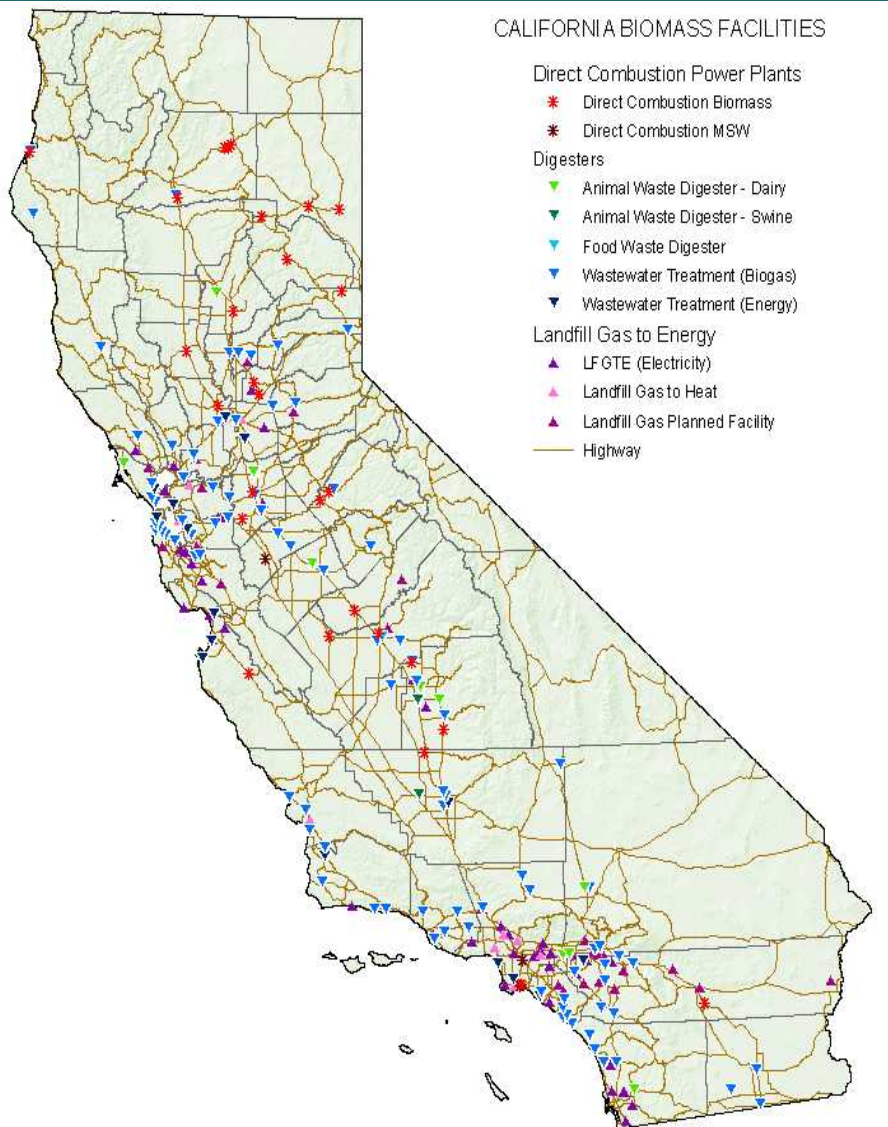 CALIFORNIA BIOMASS FACILITIES
Direct Combustion Power Plants
Direct Combustion Biomass
Direct Combustion MSW
Digesters
Animal Waste Digester - Dairy
Animal Waste Digester - Swine
Food Waste Digester
Wastewater Treatment (Biogas)
Wastewater Treatment (Energy)
Landfill Gas to Energy
LFGTE (Electricity)
Landfill Gas to Heat
Landfill Gas Planned Facility
Highway